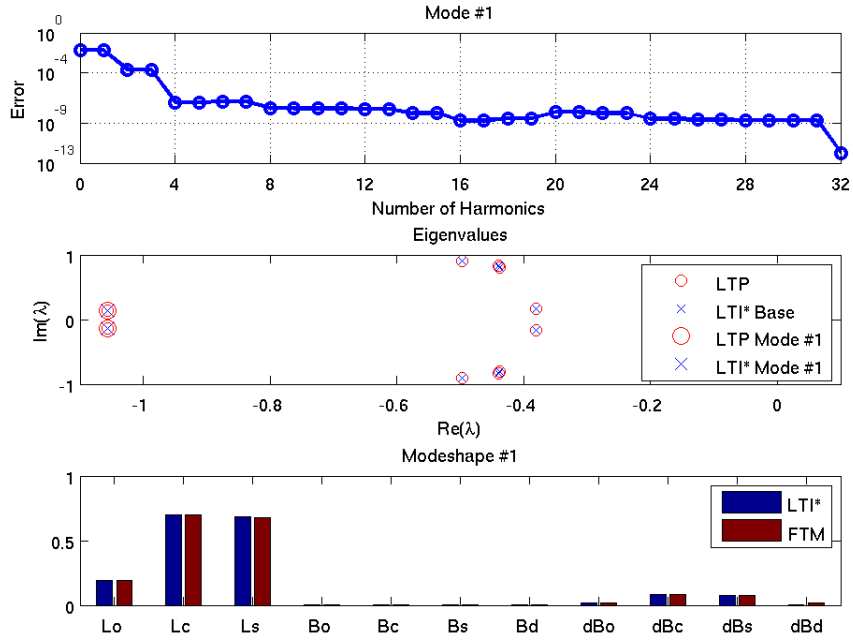 Mode #1
10^0
10^-4
10^-9
10^-13
Error
0 4 8 12 16 20 24 28 32
Number of Harmonics
Eigenvalues
1
0
-1
Im(λ)
LTP
LTI* Base
LTP Mode #1
LTI* Mode #1
-1 -0.8 -0.6 -0.4 -0.2 0
Re(λ)
Modeshape #1
1
0.5
0
LTI*
FTM
Lo Lc Ls Bo Bc Bs Bd dBo dBc dBs dBd